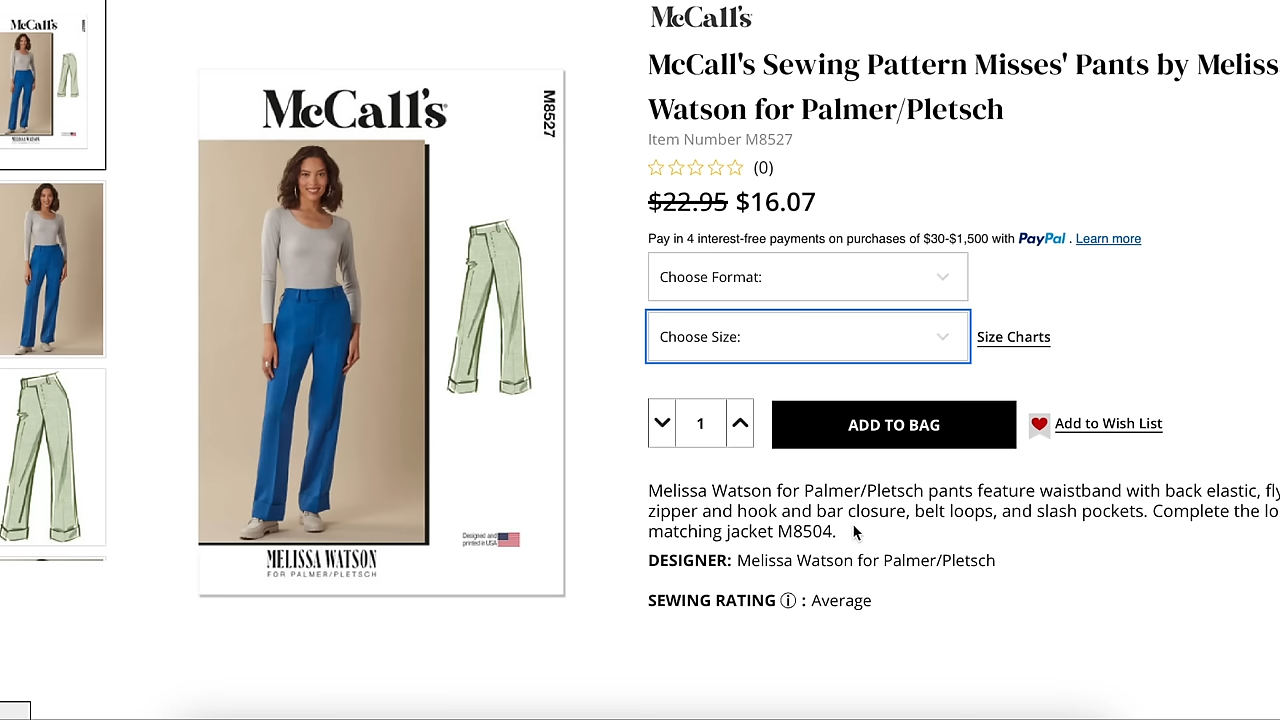 McCall's
McCall's
M8527
MELISSA WATSON
FOR PALMER/PLETSCH
Designed and
printed in USA
McCall's
McCall's Sewing Pattern Misses' Pants by Meliss
Watson for Palmer/Pletsch
Item Number M8527
(0)
$22.95 $16.07
Pay in 4 interest-free payments on purchases of $30-$1,500 with PayPal . Learn more
Choose Format:
Choose Size:
Size Charts
1
ADD TO BAG
Add to Wish List
Melissa Watson for Palmer/Pletsch pants feature waistband with back elastic, fly
zipper and hook and bar closure, belt loops, and slash pockets. Complete the lo
matching jacket M8504.
DESIGNER: Melissa Watson for Palmer/Pletsch
SEWING RATING ⓘ : Average